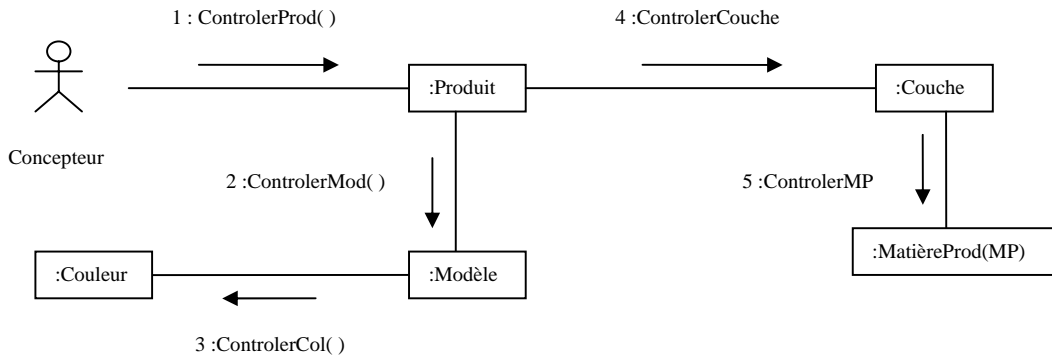 1 : ControlerProd( )
4 :ControlerCouche
:Produit
:Couche
Concepteur
2 :ControlerMod( )
5 :ControlerMP
:MatièreProd(MP)
:Couleur
:Modèle
3 :ControlerCol( )